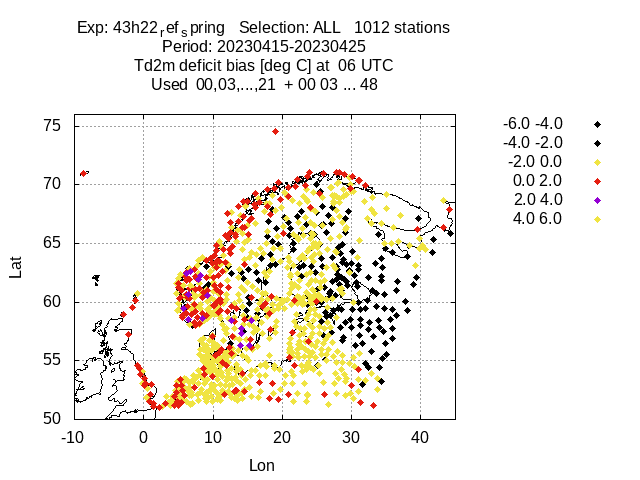 Exp: 43h22ref spring   Selection: ALL   1012 stations
Period: 20230415-20230425
Td2m deficit bias [deg C] at  06 UTC
Used  00,03,...,21  + 00 03 ... 48
-6.0 -4.0
-4.0 -2.0
-2.0 0.0
0.0 2.0
2.0 4.0
4.0 6.0
75
70
65
60
55
50
Lat
-10 0 10 20 30 40
Lon